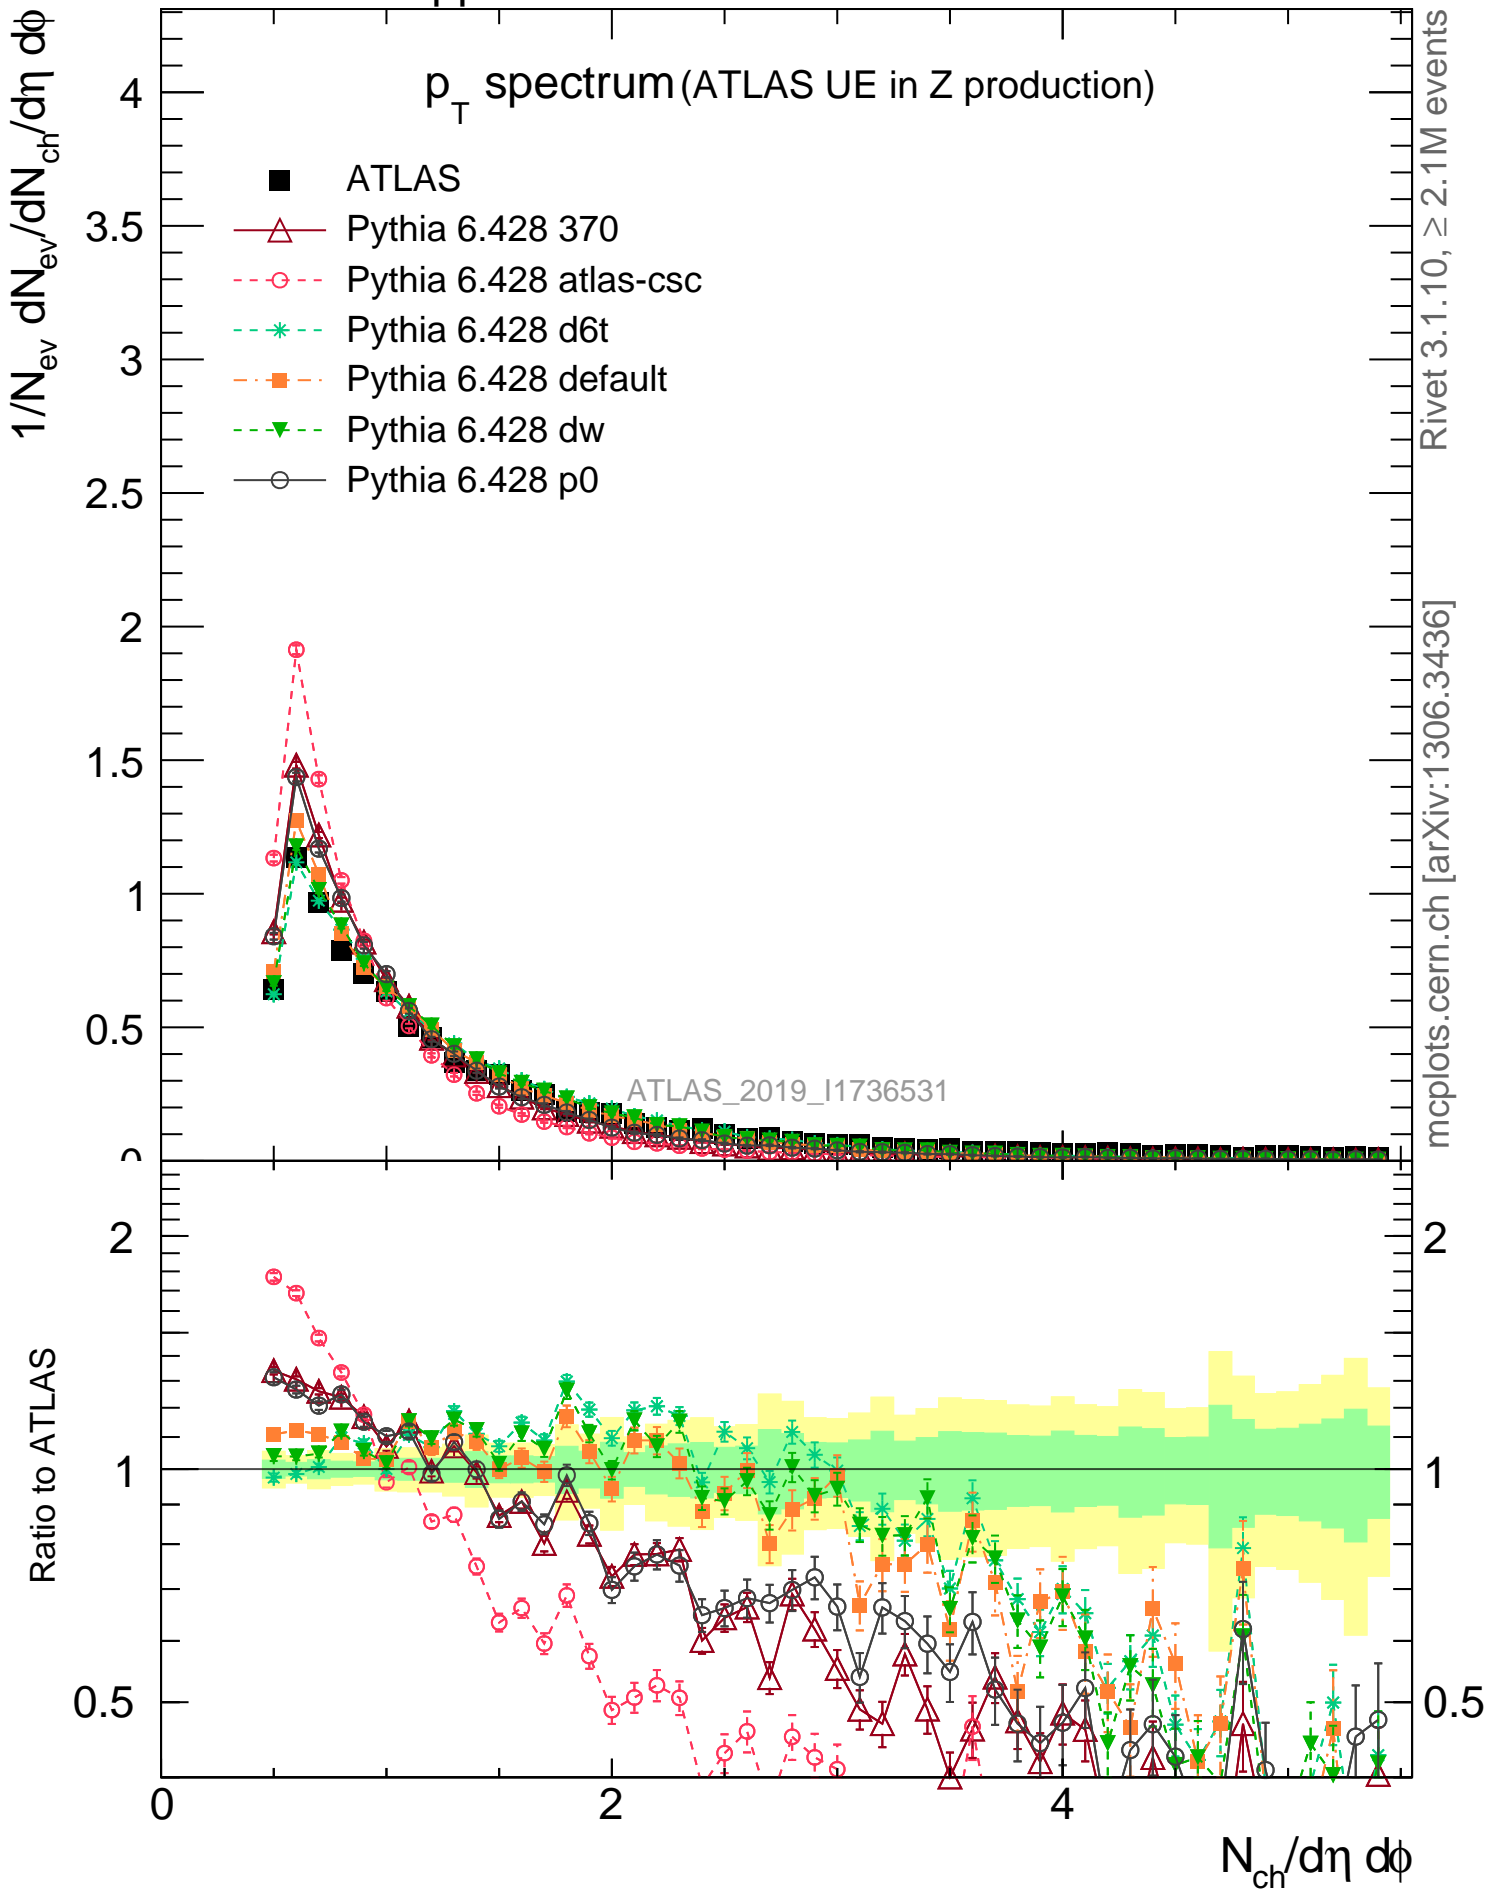 pp
p_T spectrum (ATLAS UE in Z production)
1/N_ev dN_ev/dN_ch/dη dϕ
ATLAS
Pythia 6.428 370
Pythia 6.428 atlas-csc
Pythia 6.428 d6t
Pythia 6.428 default
Pythia 6.428 dw
Pythia 6.428 p0
4
3.5
3
2.5
2
1.5
1
0.5
0
ATLAS_2019_I1736531
Rivet 3.1.10, ≥ 2.1M events
mcplots.cern.ch [arXiv:1306.3436]
Ratio to ATLAS
2
1
0.5
2
1
0.5
0
2
4
N_ch/dη dϕ